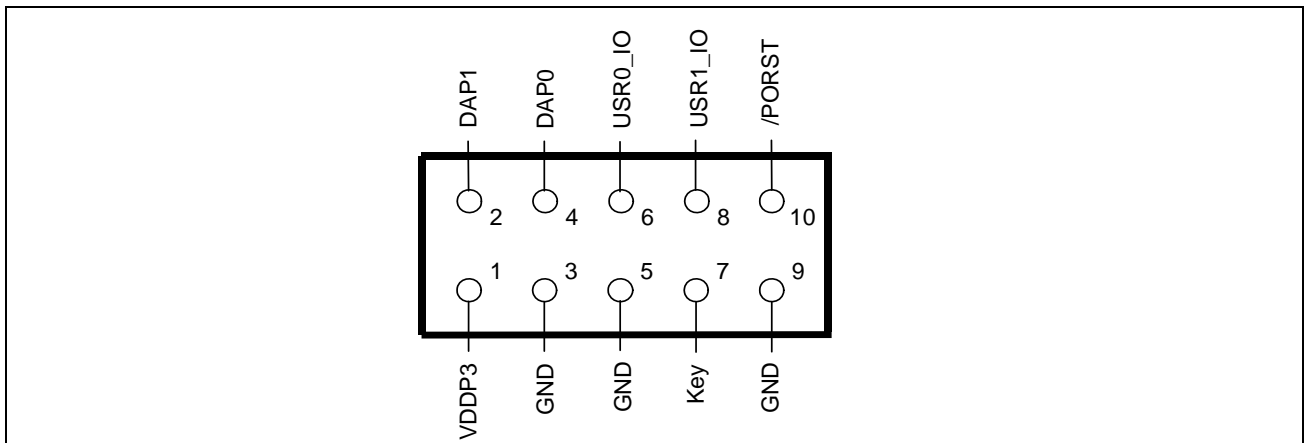 DAP1
DAP0
USR0_IO
USR1_IO
/PORST
2
4
6
8
10
1
3
5
7
9
VDDP3
GND
GND
Key
GND